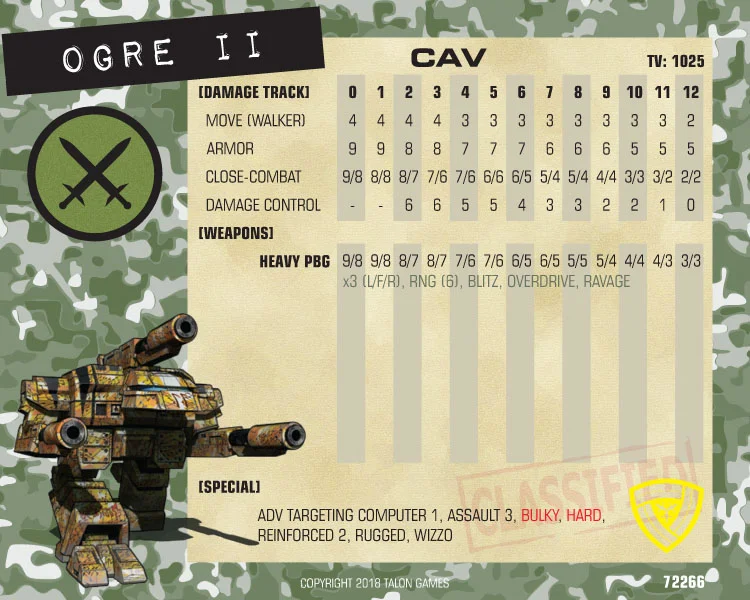 OGRE II
CAV
TV: 1025
[DAMAGE TRACK] 0 1 2 3 4 5 6 7 8 9 10 11 12
MOVE (WALKER) 4 4 4 4 3 3 3 3 3 3 3 3 2
ARMOR 9 9 8 8 7 7 7 6 6 6 5 5 5
CLOSE-COMBAT 9/8 8/8 8/7 7/6 7/6 6/6 6/5 5/4 5/4 4/4 3/3 3/2 2/2
DAMAGE CONTROL - - 6 6 5 5 4 3 3 2 2 1 0
[WEAPONS]
HEAVY PBG 9/8 9/8 8/7 8/7 7/6 7/6 6/5 6/5 5/5 5/4 4/4 4/3 3/3
x3 (L/F/R), RNG (6), BLITZ, OVERDRIVE, RAVAGE
CLASSIFIED
[SPECIAL]
ADV TARGETING COMPUTER 1, ASSAULT 3, BULKY, HARD,
REINFORCED 2, RUGGED, WIZZO
COPYRIGHT 2018 TALON GAMES
72266